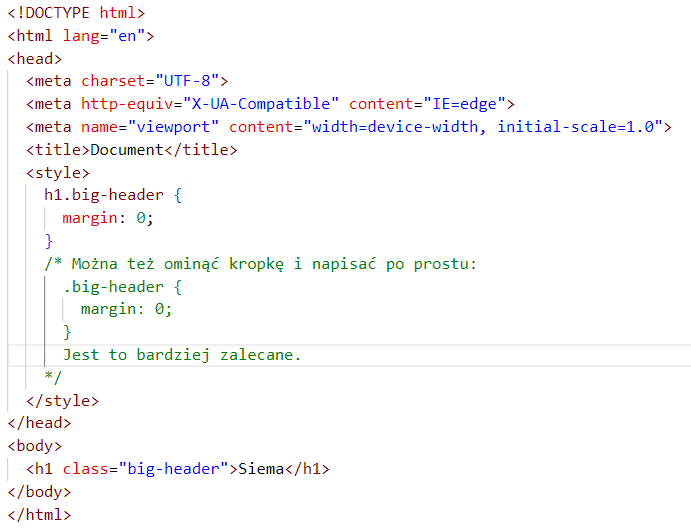 <!DOCTYPE html>
<html lang="en">
<head>
  <meta charset="UTF-8">
  <meta http-equiv="X-UA-Compatible" content="IE=edge">
  <meta name="viewport" content="width=device-width, initial-scale=1.0">
  <title>Document</title>
  <style>
    h1.big-header {
      margin: 0;
    }
    /* Można też ominąć kropkę i napisać po prostu:
      .big-header {
        margin: 0;
      }
      Jest to bardziej zalecane.
    */
  </style>
</head>
<body>
  <h1 class="big-header">Siema</h1>
</body>
</html>